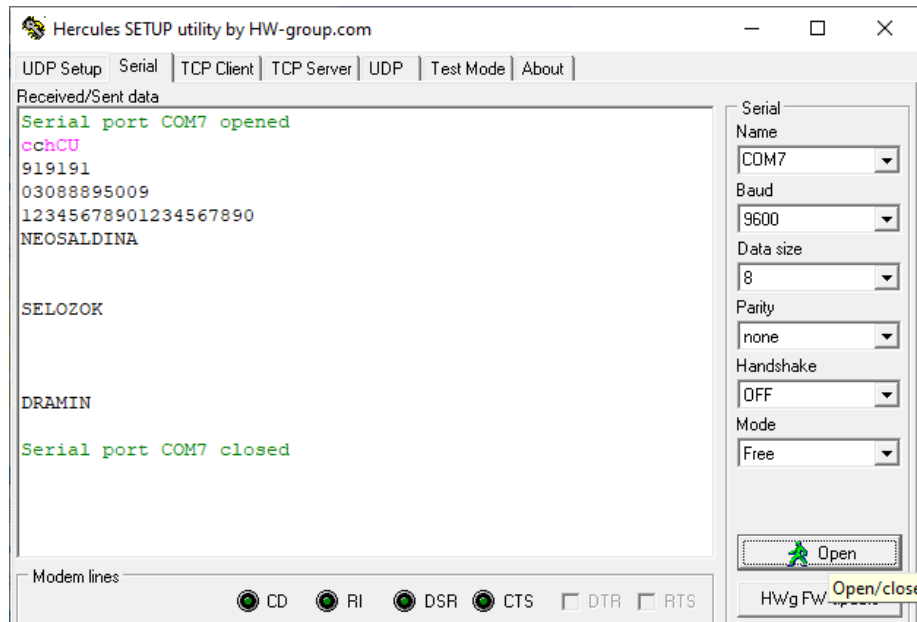 Hercules SETUP utility by HW-group.com
UDP Setup Serial TCP Client TCP Server UDP Test Mode About
Received/Sent data
Serial port COM7 opened
cchCU
919191
03088895009
12345678901234567890
NEOSALDINA
SELOZOK
DRAMIN
Serial port COM7 closed
Serial
Name
COM7
Baud
9600
Data size
8
Parity
none
Handshake
OFF
Mode
Free
Open
Open/close
HWg FW
Modem lines
CD RI DSR CTS DTR RTS